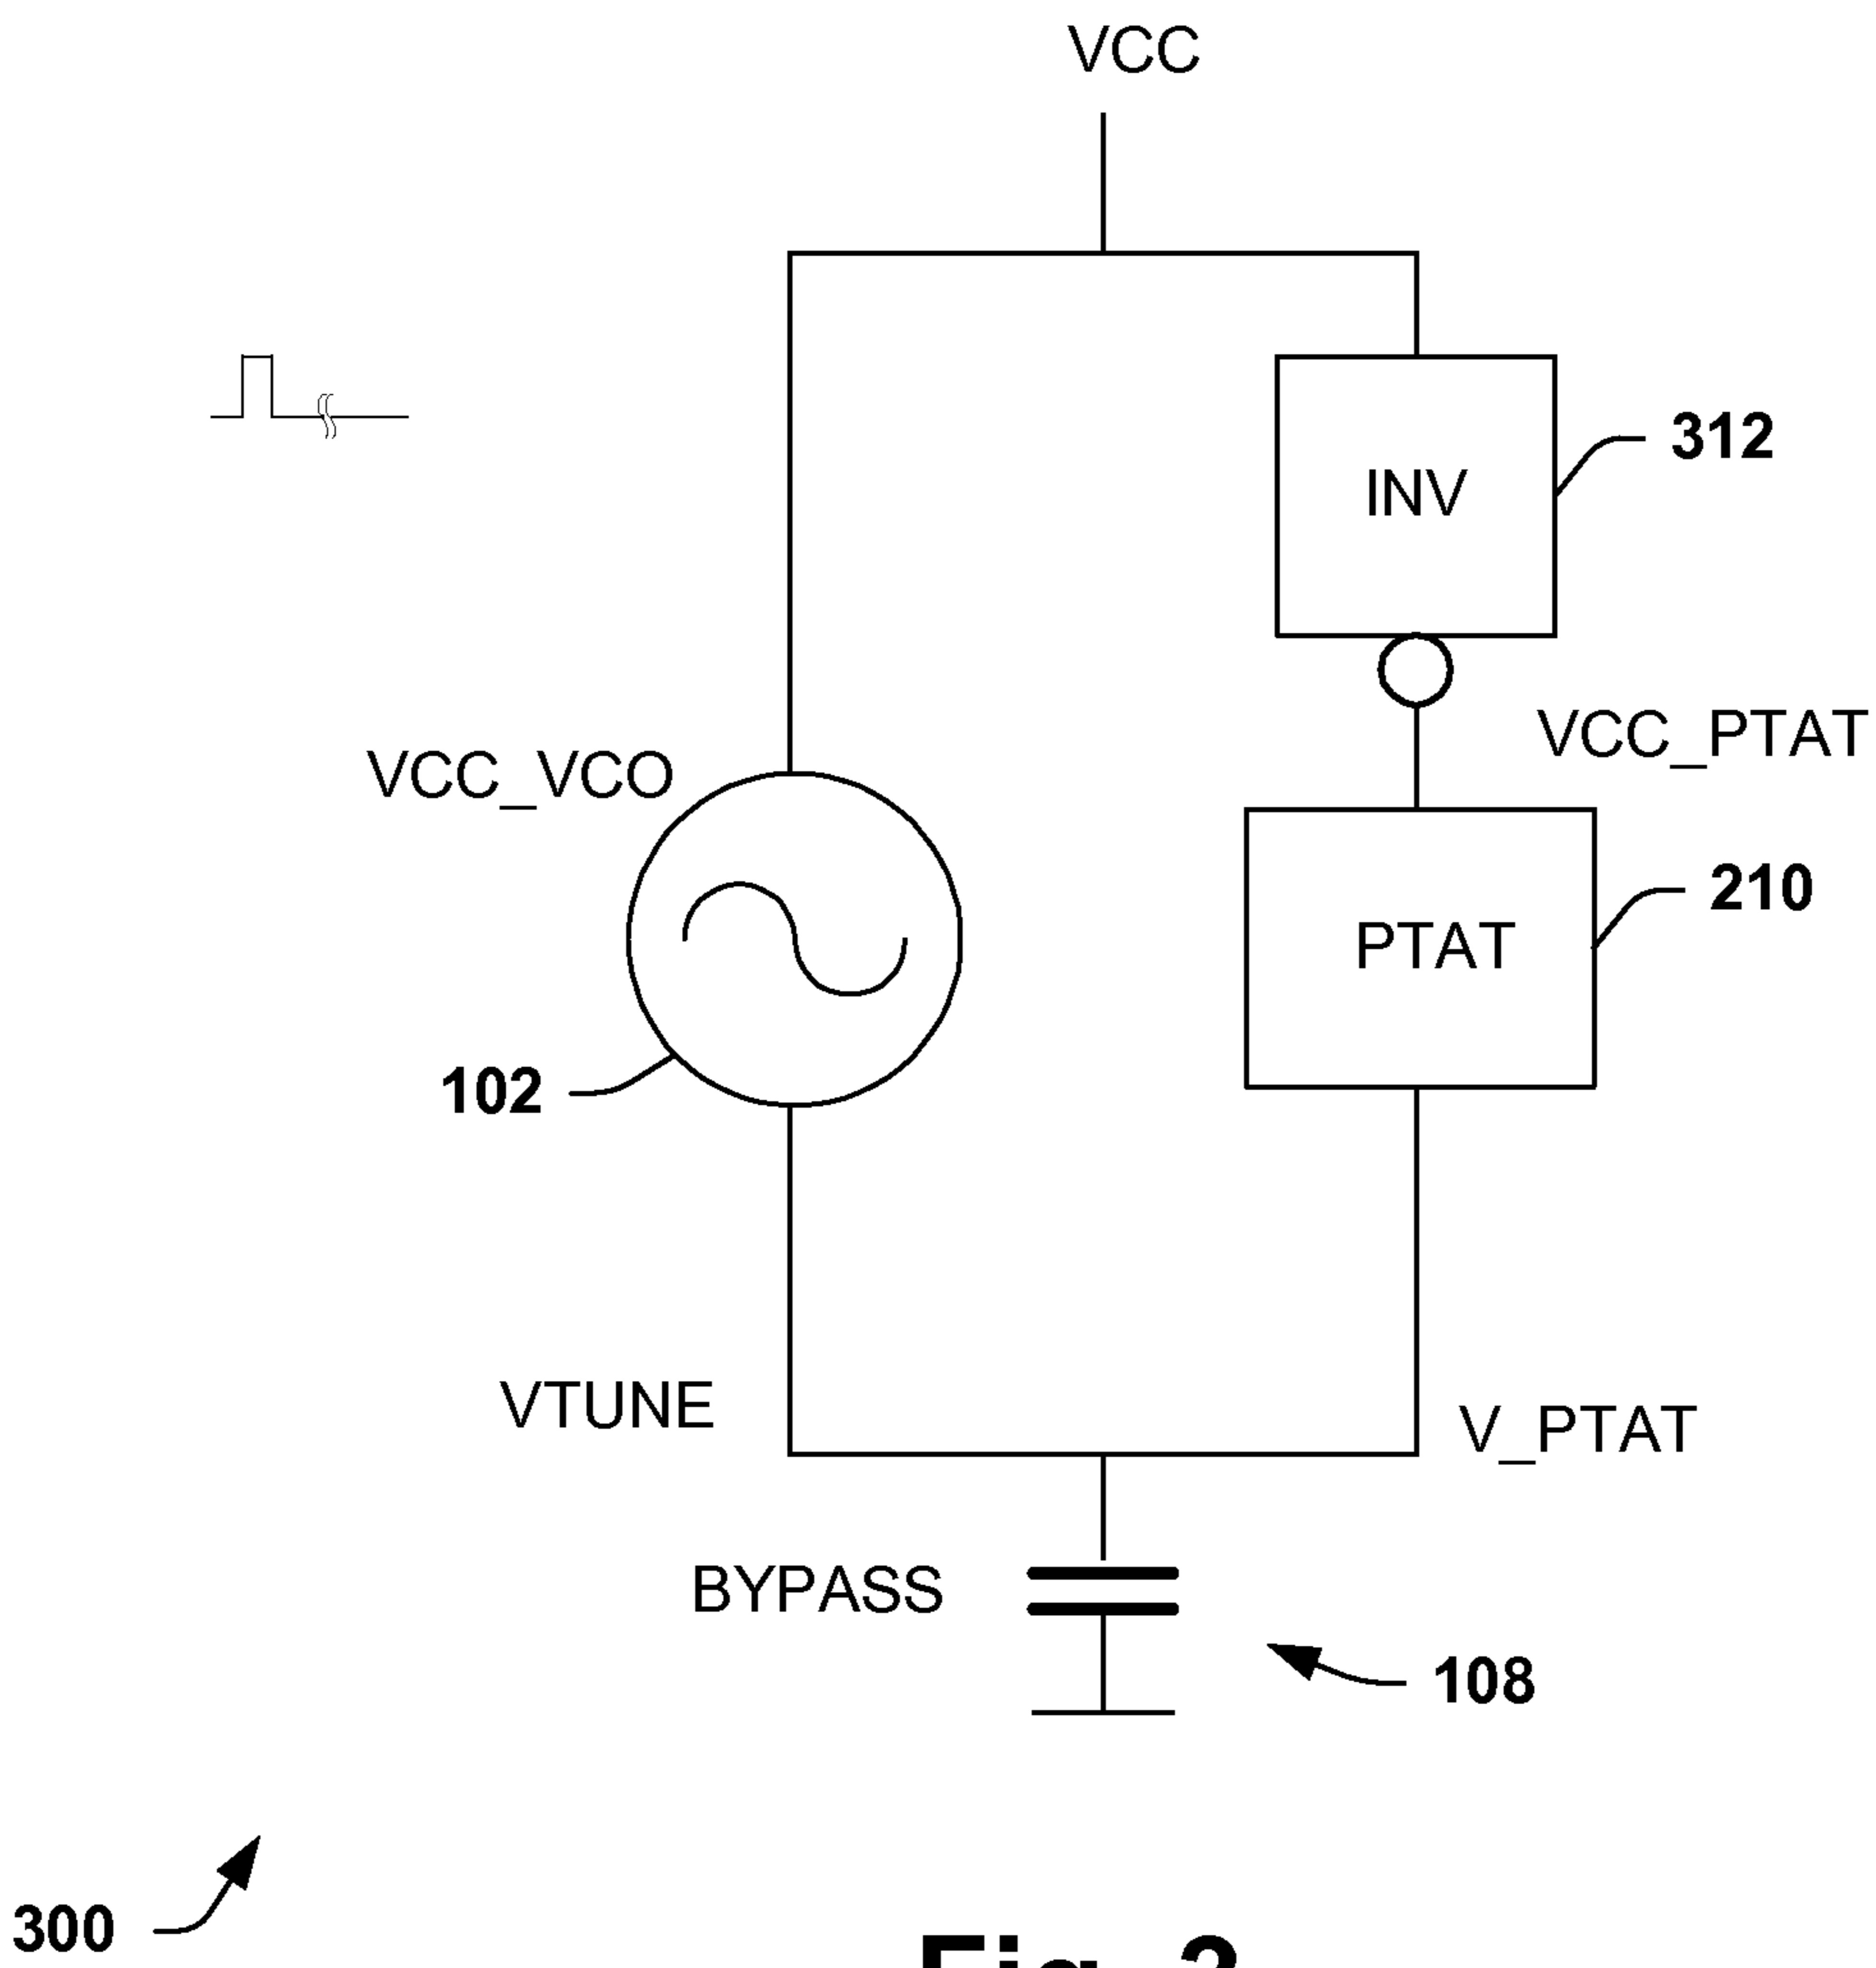 VCC
312
INV
VCC_PTAT
VCC_VCO
210
PTAT
102
VTUNE
V_PTAT
BYPASS
108
300